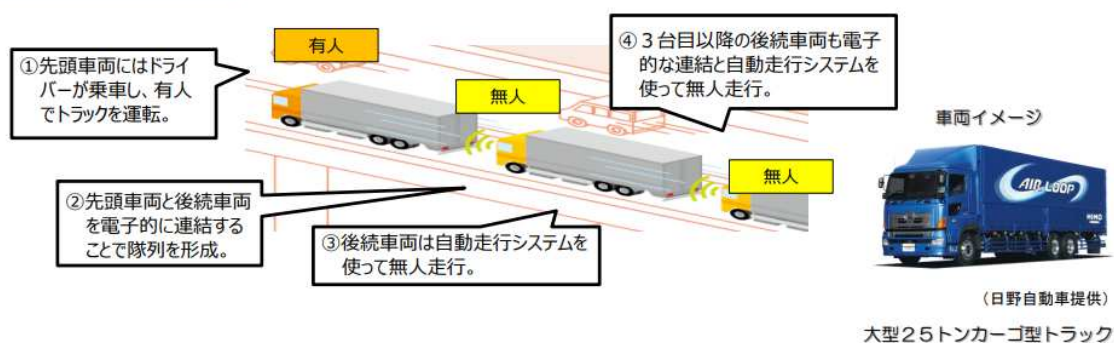 有人
①先頭車両にはドライ
バーが乗車し、有人
でトラックを運転。
無人
④３台目以降の後続車両も電子
的な連結と自動走行システムを
使って無人走行。
無人
②先頭車両と後続車両
を電子的に連結する
ことで隊列を形成。
③後続車両は自動走行システムを
使って無人走行。
車両イメージ
AIR LOOP
HINO
（日野自動車提供）
大型２５トンカーゴ型トラック